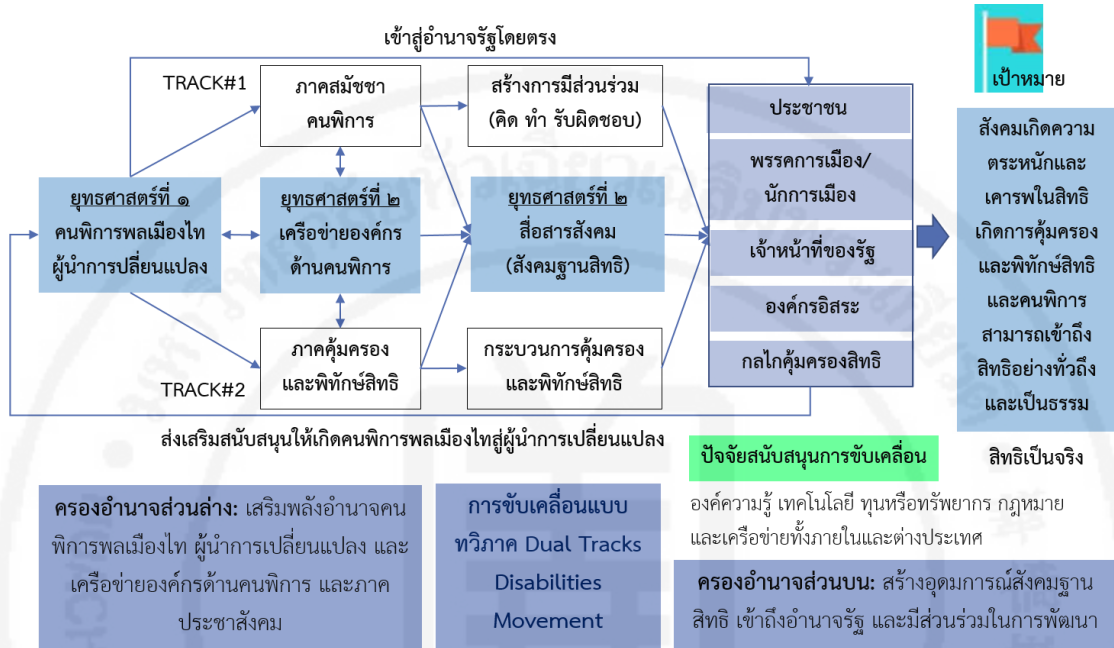 เข้าสู่อำนาจรัฐโดยตรง
TRACK#1
ภาคสมัชชา
คนพิการ
สร้างการมีส่วนร่วม
(คิด ทำ รับผิดชอบ)
ยุทธศาสตร์ที่ ๑
คนพิการพลเมืองไท
ผู้นำการเปลี่ยนแปลง
ยุทธศาสตร์ที่ ๒
เครือข่ายองค์กร
ด้านคนพิการ
ยุทธศาสตร์ที่ ๒
สื่อสารสังคม
(สังคมฐานสิทธิ)
ภาคคุ้มครอง
และพิทักษ์สิทธิ
กระบวนการคุ้มครอง
และพิทักษ์สิทธิ
TRACK#2
ประชาชน
พรรคการเมือง/
นักการเมือง
เจ้าหน้าที่ของรัฐ
องค์กรอิสระ
กลไกคุ้มครองสิทธิ
เป้าหมาย
สังคมเกิดความ
ตระหนักและ
เคารพในสิทธิ
เกิดการคุ้มครอง
และพิทักษ์สิทธิ
และคนพิการ
สามารถเข้าถึง
สิทธิอย่างทั่วถึง
และเป็นธรรม
สิทธิเป็นจริง
ส่งเสริมสนับสนุนให้เกิดคนพิการพลเมืองไทสู่ผู้นำการเปลี่ยนแปลง
ปัจจัยสนับสนุนการขับเคลื่อน
องค์ความรู้ เทคโนโลยี ทุนหรือทรัพยากร กฎหมาย
และเครือข่ายทั้งภายในและต่างประเทศ
ครองอำนาจส่วนล่าง: เสริมพลังอำนาจคน
พิการพลเมืองไท ผู้นำการเปลี่ยนแปลง และ
เครือข่ายองค์กรด้านคนพิการ และภาค
ประชาสังคม
การขับเคลื่อนแบบ
ทวิภาค Dual Tracks
Disabilities
Movement
ครองอำนาจส่วนบน: สร้างอุดมการณ์สังคมฐาน
สิทธิ เข้าถึงอำนาจรัฐ และมีส่วนร่วมในการพัฒนา